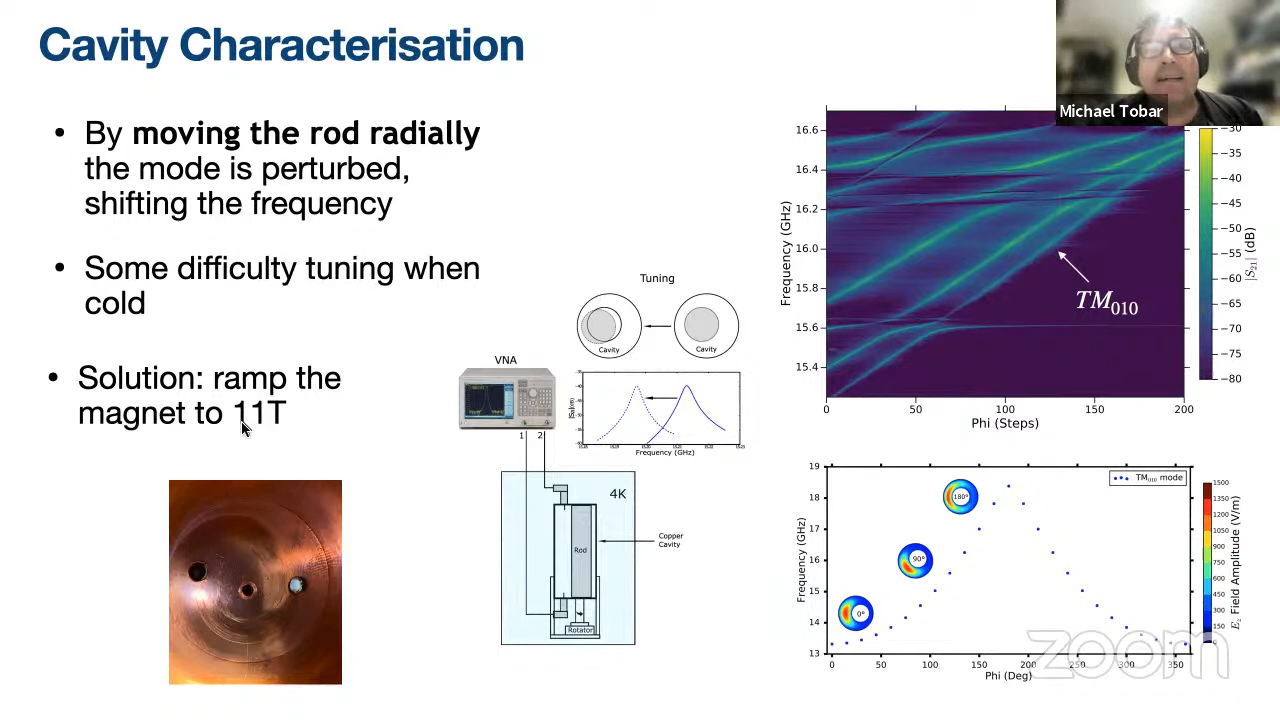 Cavity Characterisation
Michael Tobar
• By moving the rod radially
the mode is perturbed,
shifting the frequency
• Some difficulty tuning when
cold
• Solution: ramp the
magnet to 11T
Tuning
Cavity
Cavity
VNA
1
2
Frequency (GHz)
4K
Rod
Rotator
Copper
Cavity
16.6
16.4
16.2
16.0
15.8
15.6
15.4
Frequency (GHz)
0
50
100
150
200
Phi (Steps)
TM010
−30
−35
−40
−45
−50
−55
−60
−65
−70
−75
−80
|S21| (dB)
19
18
17
16
15
14
13
Frequency (GHz)
TM010 mode
180°
90°
0°
0
50
100
150
200
250
300
350
Phi (Deg)
1500
1350
1200
1050
900
750
600
450
300
150
0
Ez Field Amplitude (V/m)
zoom